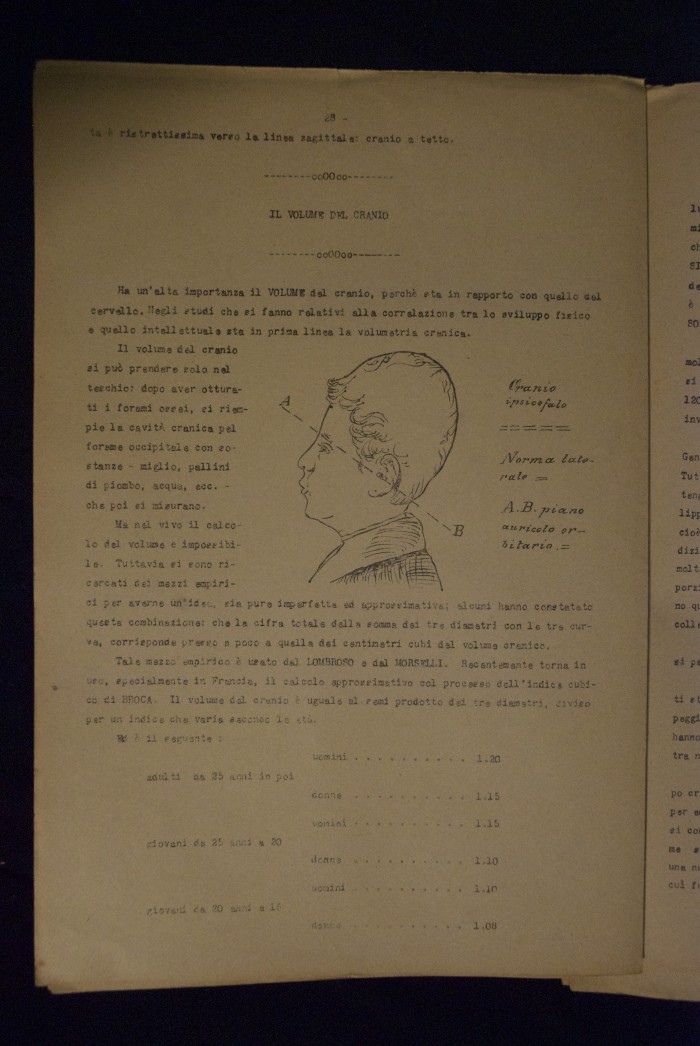 28 -
ta è ristrettissima verso la linea sagittale: cranio a tetto.
--------ooOOoo--------
IL VOLUME DEL CRANIO
--------ooOOoo--------
Ha un'alta importanza il VOLUME del cranio, perchè sta in rapporto con quello del
cervello. Negli studi che si fanno relativi alla correlazione tra lo sviluppo fisico
e quello intellettuale sta in prima linea la volumetria cranica.
Il volume del cranio
si può prendere solo nel
teschio: dopo aver ottura-
ti i forami ossei, si riem-
pie la cavità cranica pel
forame occipitale con so-
stanze - miglio, pallini
di piombo, acqua, ecc. -
che poi si misurano.
Ma nel vivo il calco-
lo del volume è impossibi-
le. Tuttavia si sono ri-
cercati dei mezzi empiri-
A
B
Cranio
ipsicefalo
=====
Norma late-
rale =
A.B. piano
auricolo or-
bitario. =
ci per averne un'idea, sia pure imperfetta ed approssimativa; alcuni hanno constatato
questa combinazione: che la cifra totale della somma dei tre diametri con le tre cur-
ve, corrisponde presso a poco a quella dei centimetri cubi del volume cranico.
Tale mezzo empirico è usato dal LOMBROSO e dal MORSELLI. Recentemente torna in
uso, specialmente in Francia, il calcolo approssimativo col processo dell'indice cubi-
co di BROCA. Il volume del cranio è uguale al semi prodotto dei tre diametri, diviso
per un indice che varia secondo le età.
Ed è il seguente :
uomini . . . . . . . . . . 1.20
adulti da 25 anni in poi
donne . . . . . . . . . . 1.15
uomini . . . . . . . . . . 1.15
giovani da 25 anni a 20
donne . . . . . . . . . . 1.10
uomini . . . . . . . . . . 1.10
giovani da 20 anni a
donne . . . . . . . . . . 1.08